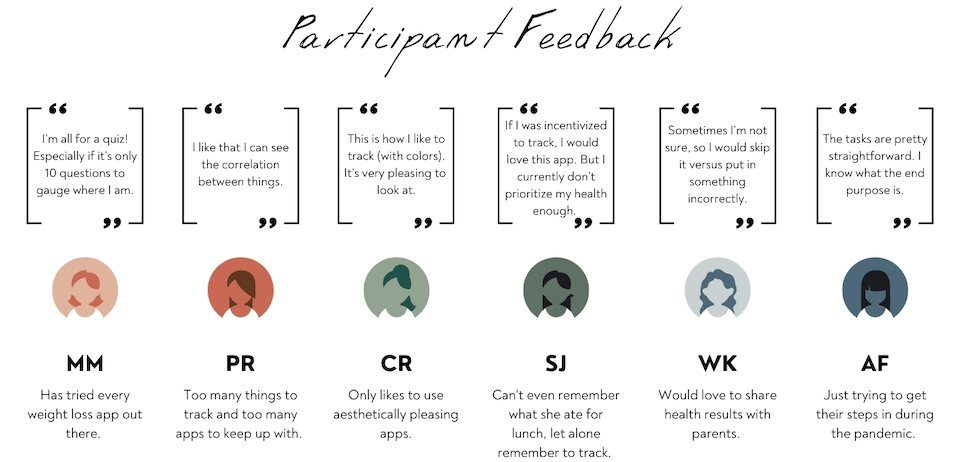 Participant Feedback
“
I'm all for a quiz!
Especially if it's only
10 questions to
gauge where I am.
”
“
I like that I can see
the correlation
between things.
”
“
This is how I like to
track (with colors).
It's very pleasing to
look at.
”
“
If I was incentivized
to track, I would
love this app. But I
currently don't
prioritize my health
enough.
”
“
Sometimes I'm not
sure, so I would skip
it versus put in
something
incorrectly.
”
“
The tasks are pretty
straightforward. I
know what the end
purpose is.
”
MM
Has tried every
weight loss app out
there.
PR
Too many things to
track and too many
apps to keep up with.
CR
Only likes to use
aesthetically pleasing
apps.
SJ
Can't even remember
what she ate for
lunch, let alone
remember to track.
WK
Would love to share
health results with
parents.
AF
Just trying to get
their steps in during
the pandemic.